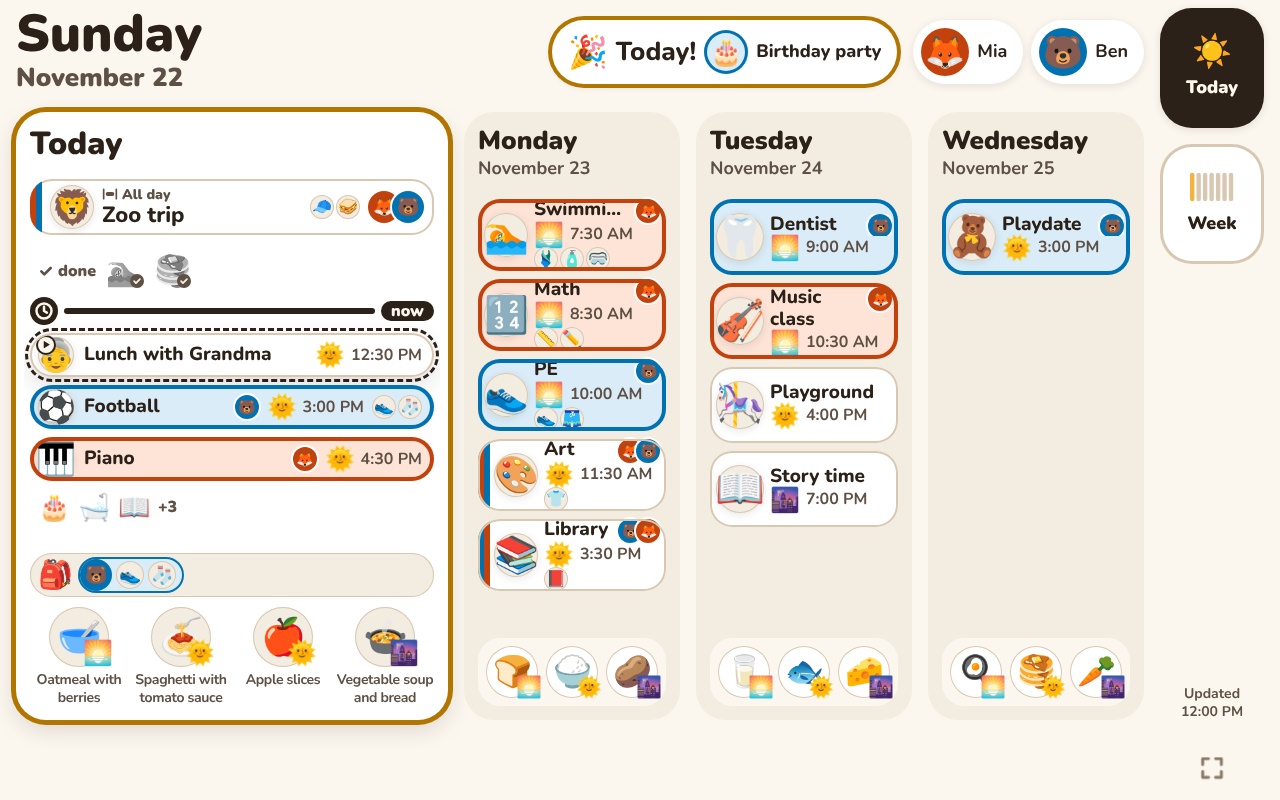 Sunday
November 22
Today!
Birthday party
Mia
Ben
Today
Week
Today
All day
Zoo trip
done
now
Lunch with Grandma
12:30 PM
Football
3:00 PM
Piano
4:30 PM
+3
Oatmeal with
berries
Spaghetti with
tomato sauce
Apple slices
Vegetable soup
and bread
Monday
November 23
Swimmi...
7:30 AM
Math
8:30 AM
PE
10:00 AM
Art
11:30 AM
Library
3:30 PM
Tuesday
November 24
Dentist
9:00 AM
Music
class
10:30 AM
Playground
4:00 PM
Story time
7:00 PM
Wednesday
November 25
Playdate
3:00 PM
Updated
12:00 PM